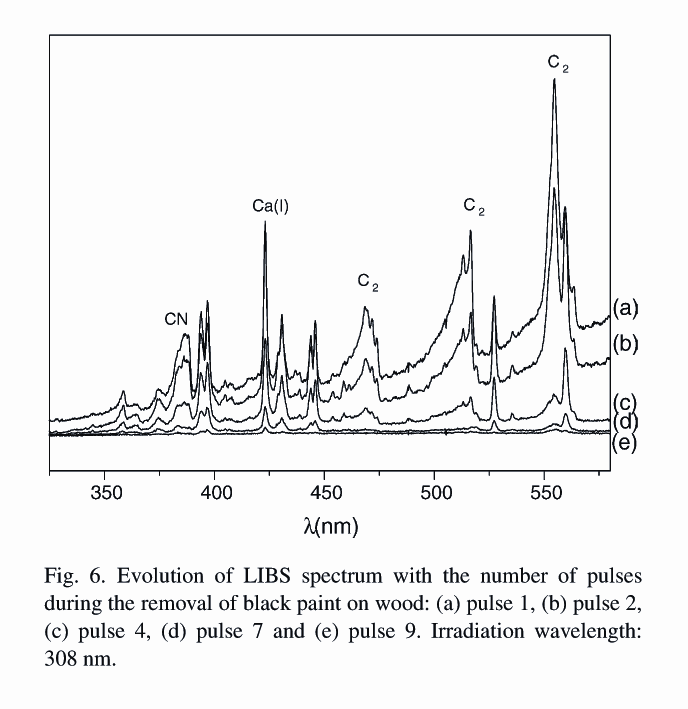 C2
Ca(I)
C2
C2
CN
(a)
(b)
(c)
(d)
(e)
350 400 450 500 550
λ(nm)
Fig. 6. Evolution of LIBS spectrum with the number of pulses
during the removal of black paint on wood: (a) pulse 1, (b) pulse 2,
(c) pulse 4, (d) pulse 7 and (e) pulse 9. Irradiation wavelength:
308 nm.